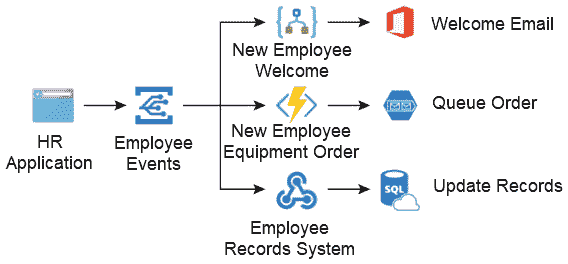 New Employee
Welcome
Welcome Email
HR
Application
Employee
Events
New Employee
Equipment Order
Queue Order
Employee
Records System
SQL
Update Records